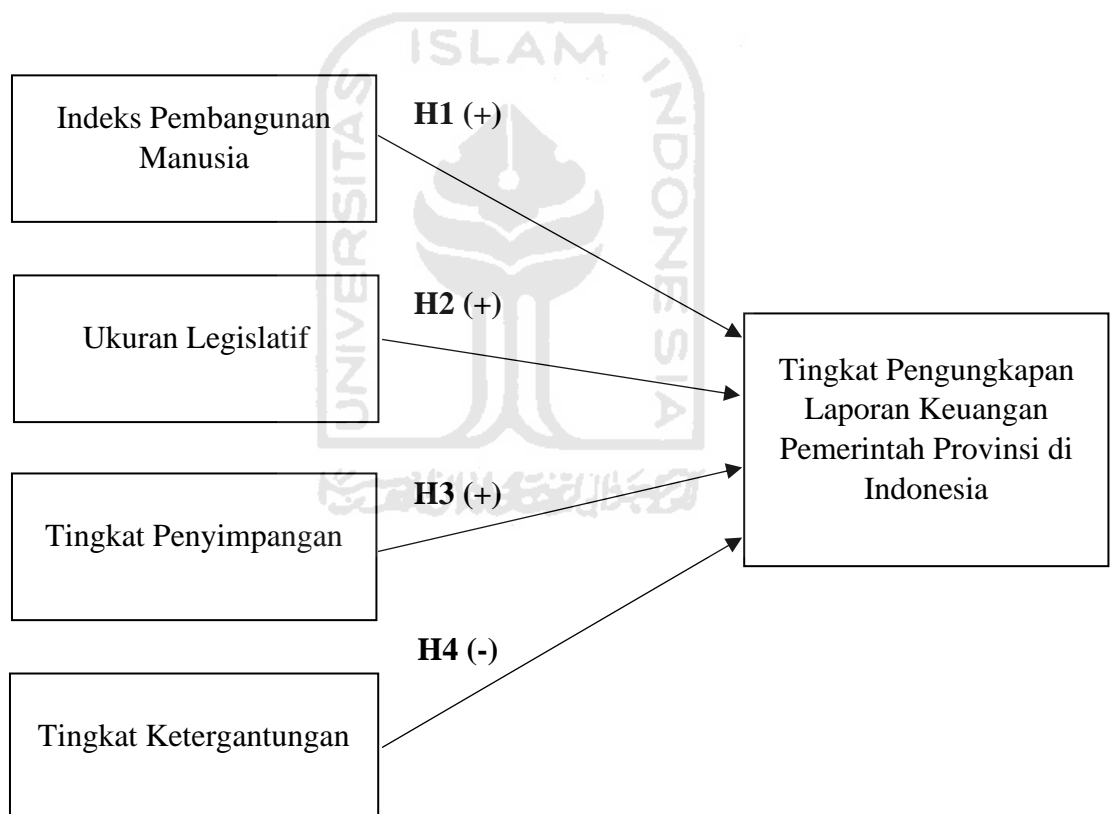 ISLAM
UNIVERSITAS
INDONESIA
Indeks Pembangunan
Manusia
H1 (+)
Ukuran Legislatif
H2 (+)
Tingkat Penyimpangan
H3 (+)
Tingkat Ketergantungan
H4 (-)
Tingkat Pengungkapan
Laporan Keuangan
Pemerintah Provinsi di
Indonesia